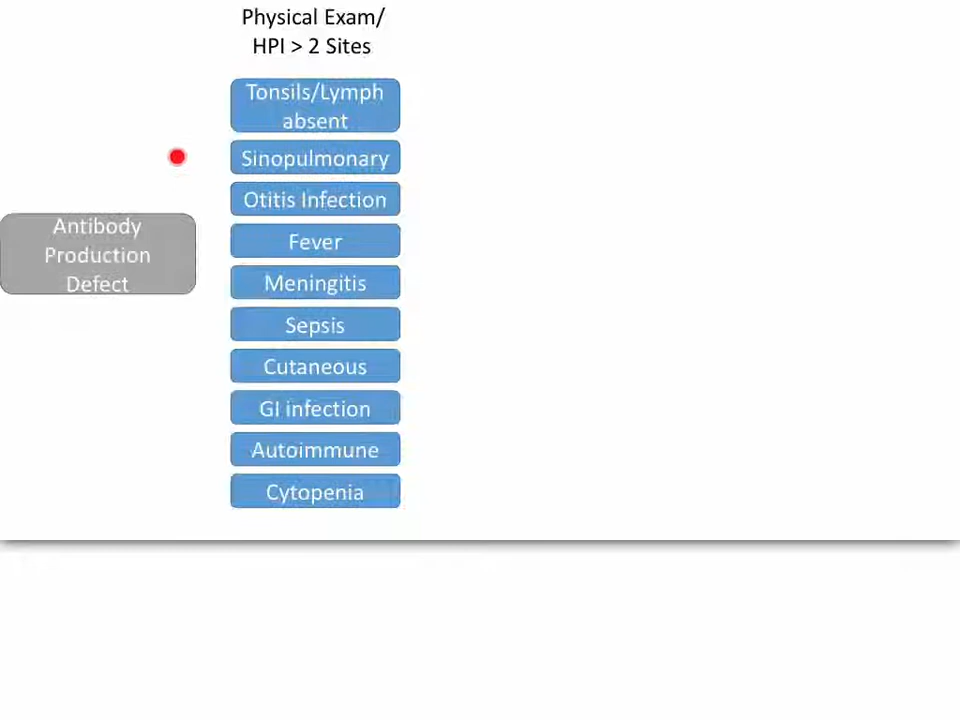 Physical Exam/
HPI > 2 Sites
Tonsils/Lymph
absent
Sinopulmonary
Otitis Infection
Antibody
Production
Defect
Fever
Meningitis
Sepsis
Cutaneous
GI infection
Autoimmune
Cytopenia